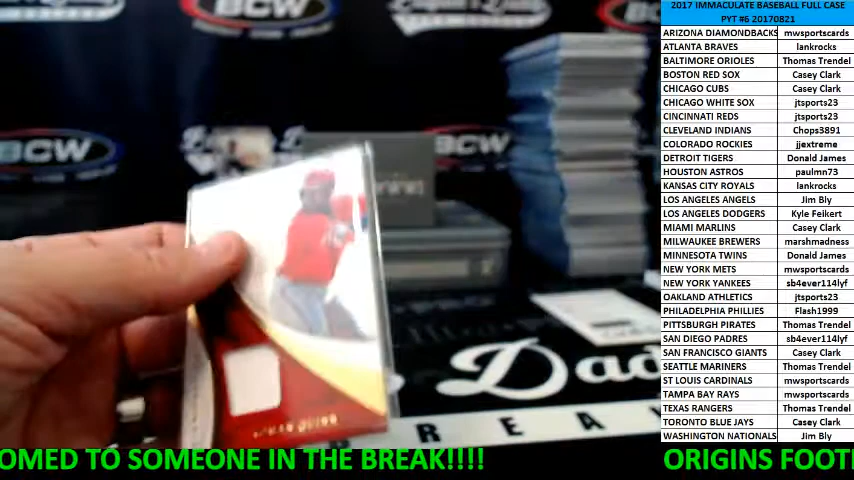 2017 IMMACULATE BASEBALL FULL CASE
PYT #6 20170821
ARIZONA DIAMONDBACKS mwsportscards
ATLANTA BRAVES lankrocks
BALTIMORE ORIOLES Thomas Trendel
BOSTON RED SOX Casey Clark
CHICAGO CUBS Casey Clark
CHICAGO WHITE SOX jtsports23
CINCINNATI REDS jtsports23
CLEVELAND INDIANS Chops3891
COLORADO ROCKIES jjextreme
DETROIT TIGERS Donald James
HOUSTON ASTROS paulmn73
KANSAS CITY ROYALS lankrocks
LOS ANGELES ANGELS Jim Bly
LOS ANGELES DODGERS Kyle Feikert
MIAMI MARLINS Casey Clark
MILWAUKEE BREWERS marshmadness
MINNESOTA TWINS Donald James
NEW YORK METS mwsportscards
NEW YORK YANKEES sb4ever114lyf
OAKLAND ATHLETICS jtsports23
PHILADELPHIA PHILLIES Flash1999
PITTSBURGH PIRATES Thomas Trendel
SAN DIEGO PADRES sb4ever114lyf
SAN FRANCISCO GIANTS Casey Clark
SEATTLE MARINERS Thomas Trendel
ST LOUIS CARDINALS mwsportscards
TAMPA BAY RAYS mwsportscards
TEXAS RANGERS Thomas Trendel
TORONTO BLUE JAYS Casey Clark
WASHINGTON NATIONALS Jim Bly
BCW
BCW
BCW
Dad
B R E A
OMED TO SOMEONE IN THE BREAK!!!! ORIGINS FOOT